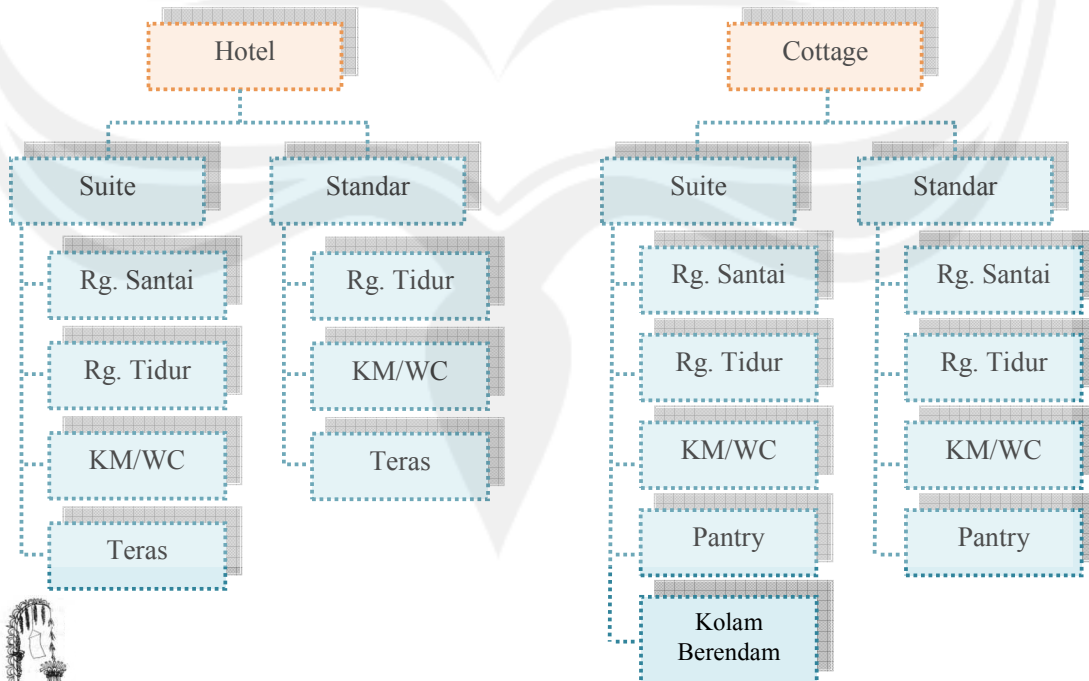 Hotel
Suite
Rg. Santai
Rg. Tidur
KM/WC
Teras
Standar
Rg. Tidur
KM/WC
Teras
Cottage
Suite
Rg. Santai
Rg. Tidur
KM/WC
Pantry
Kolam
Berendam
Standar
Rg. Santai
Rg. Tidur
KM/WC
Pantry